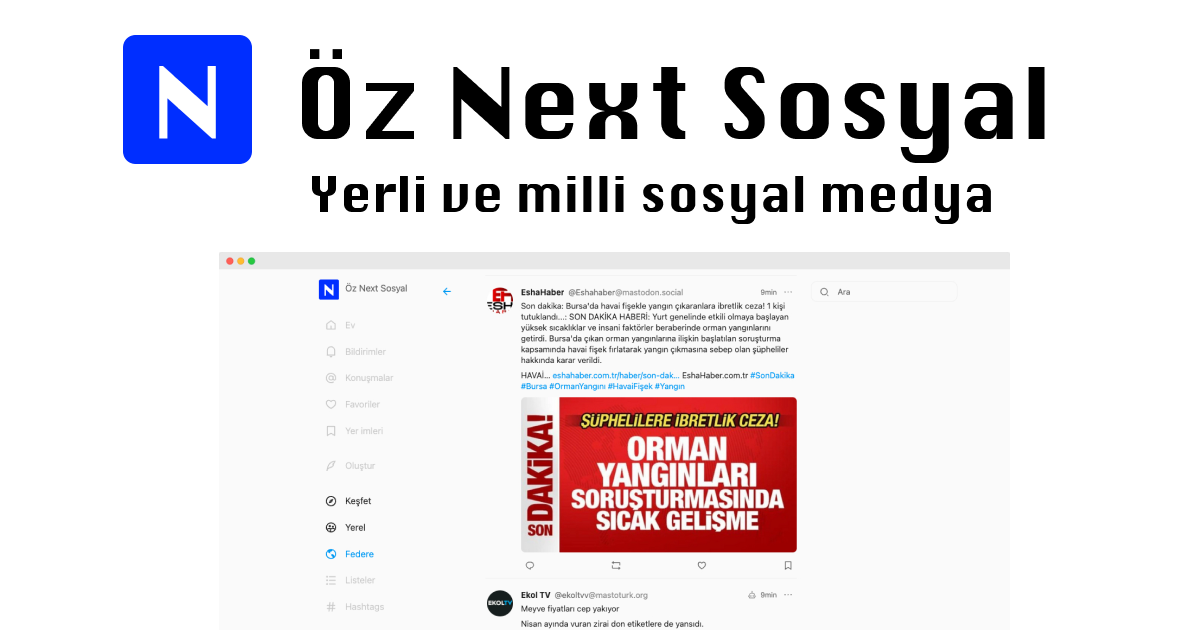 N
Öz Next Sosyal
Yerli ve milli sosyal medya
N Öz Next Sosyal
Ev
Bildirimler
Konuşmalar
Favoriler
Yer imleri
Oluştur
Keşfet
Yerel
Federe
Listeler
Hashtags
EshaHaber @Eshahaber@mastodon.social 9min ...
Son dakika: Bursa'da havai fişekle yangın çıkaranlara ibretlik ceza! 1 kişi
tutuklandı...: SON DAKİKA HABERİ: Yurt genelinde etkili olmaya başlayan
yüksek sıcaklıklar ve insani faktörler beraberinde orman yangınlarını
getirdi. Bursa'da çıkan orman yangınlarına ilişkin başlatılan soruşturma
kapsamında havai fişek fırlatarak yangın çıkmasına sebep olan şüpheliler
hakkında karar verildi.
HAVAİ... eshahaber.com.tr/haber/son-dak... EshaHaber.com.tr #SonDakika
#Bursa #OrmanYangını #HavaiFişek #Yangın
SON DAKİKA!
ŞÜPHELİLERE İBRETLİK CEZA!
ORMAN
YANGINLARI
SORUŞTURMASINDA
SICAK GELİŞME
EKOLTV
Ekol TV @ekoltvv@mastoturk.org 9min ...
Meyve fiyatları cep yakıyor
Nisan ayında vuran zirai don etiketlere de yansıdı.
Ara